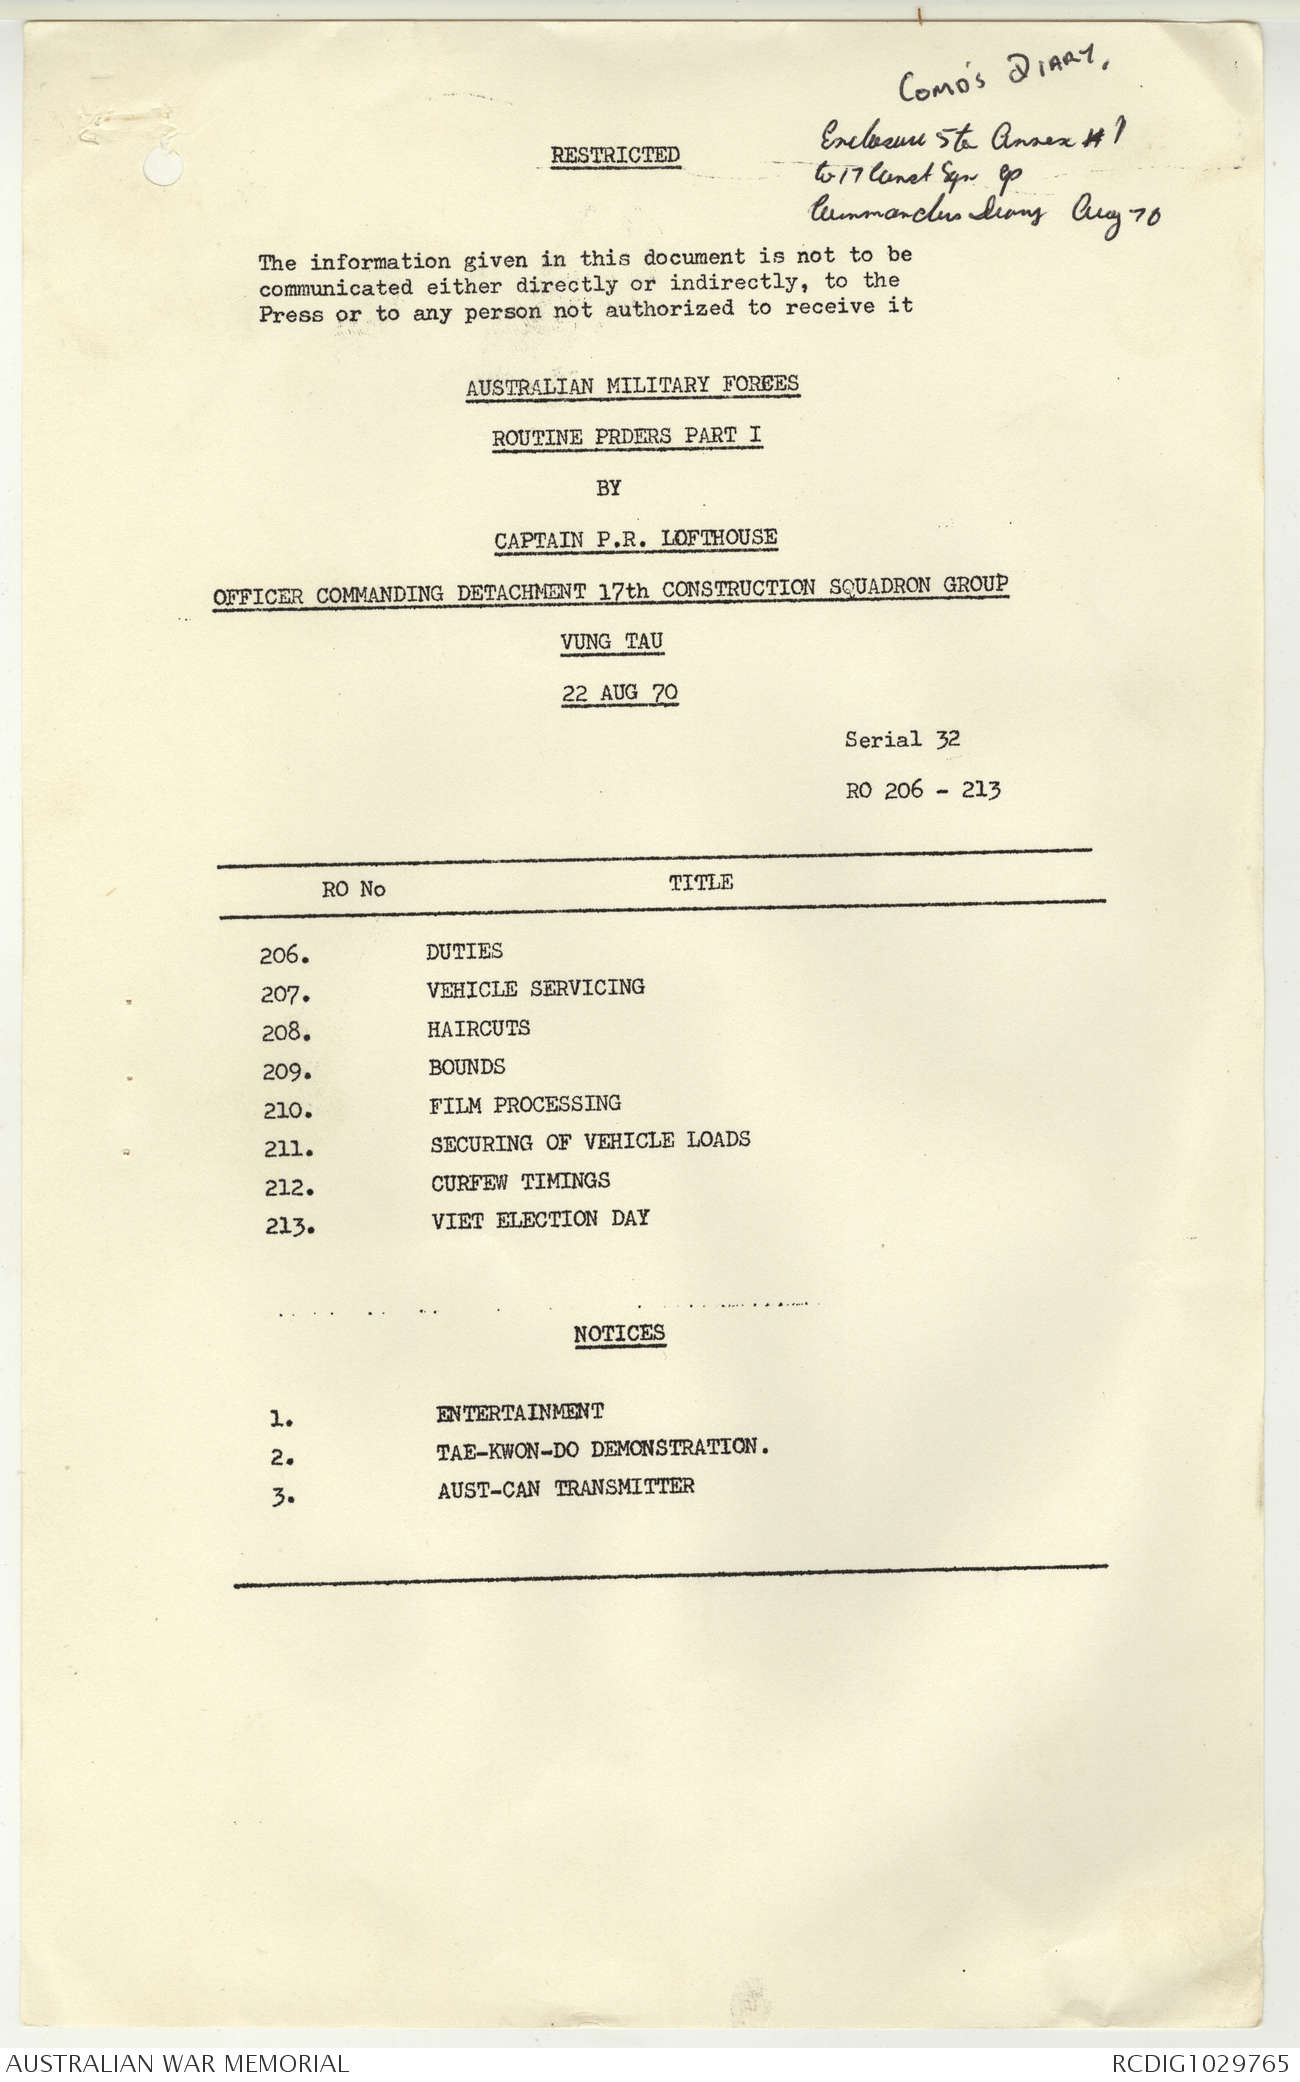 COMD'S DIARY.
Enclosure 5 to Annex H 1
to 17 Const Sqn Gp
Commanders Diary Aug 70
RESTRICTED
The information given in this document is not to be
communicated either directly or indirectly, to the
Press or to any person not authorized to receive it
AUSTRALIAN MILITARY FORCES
ROUTINE PRDERS PART I
BY
CAPTAIN P.R. LOFTHOUSE
OFFICER COMMANDING DETACHMENT 17th CONSTRUCTION SQUADRON GROUP
VUNG TAU
22 AUG 70
Serial 32
RO 206 - 213
RO No TITLE
206. DUTIES
207. VEHICLE SERVICING
208. HAIRCUTS
209. BOUNDS
210. FILM PROCESSING
211. SECURING OF VEHICLE LOADS
212. CURFEW TIMINGS
213. VIET ELECTION DAY
NOTICES
1. ENTERTAINMENT
2. TAE-KWON-DO DEMONSTRATION.
3. AUST-CAN TRANSMITTER
AUSTRALIAN WAR MEMORIAL RCDIG1029765